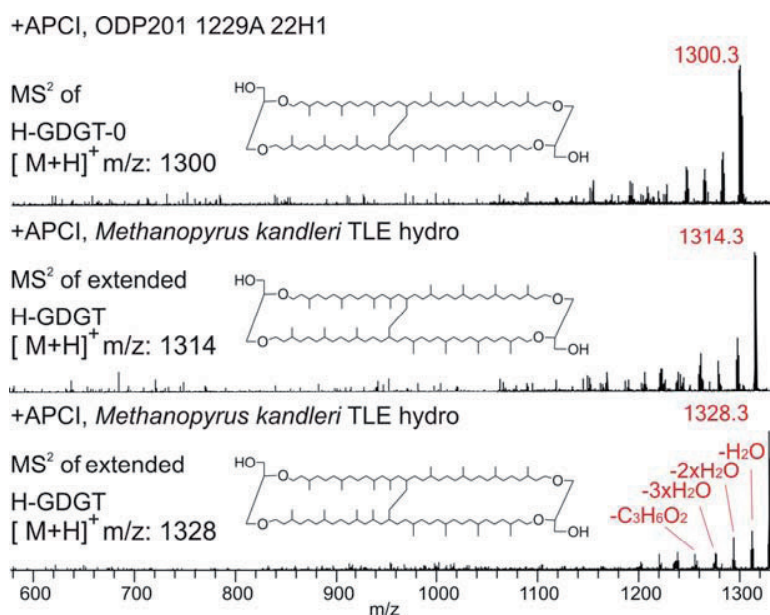 +APCI, ODP201 1229A 22H1
1300.3
MS² of
H-GDGT-0
[ M+H]⁺ m/z: 1300
HO
O
O
O
O
OH
+APCI, Methanopyrus kandleri TLE hydro
1314.3
MS² of extended
H-GDGT
[ M+H]⁺ m/z: 1314
HO
O
O
O
O
OH
+APCI, Methanopyrus kandleri TLE hydro
1328.3
MS² of extended
H-GDGT
[ M+H]⁺ m/z: 1328
HO
O
O
O
O
OH
-H₂O
-2xH₂O
-3xH₂O
-C₃H₆O₂
600 700 800 900 1000 1100 1200 1300
m/z